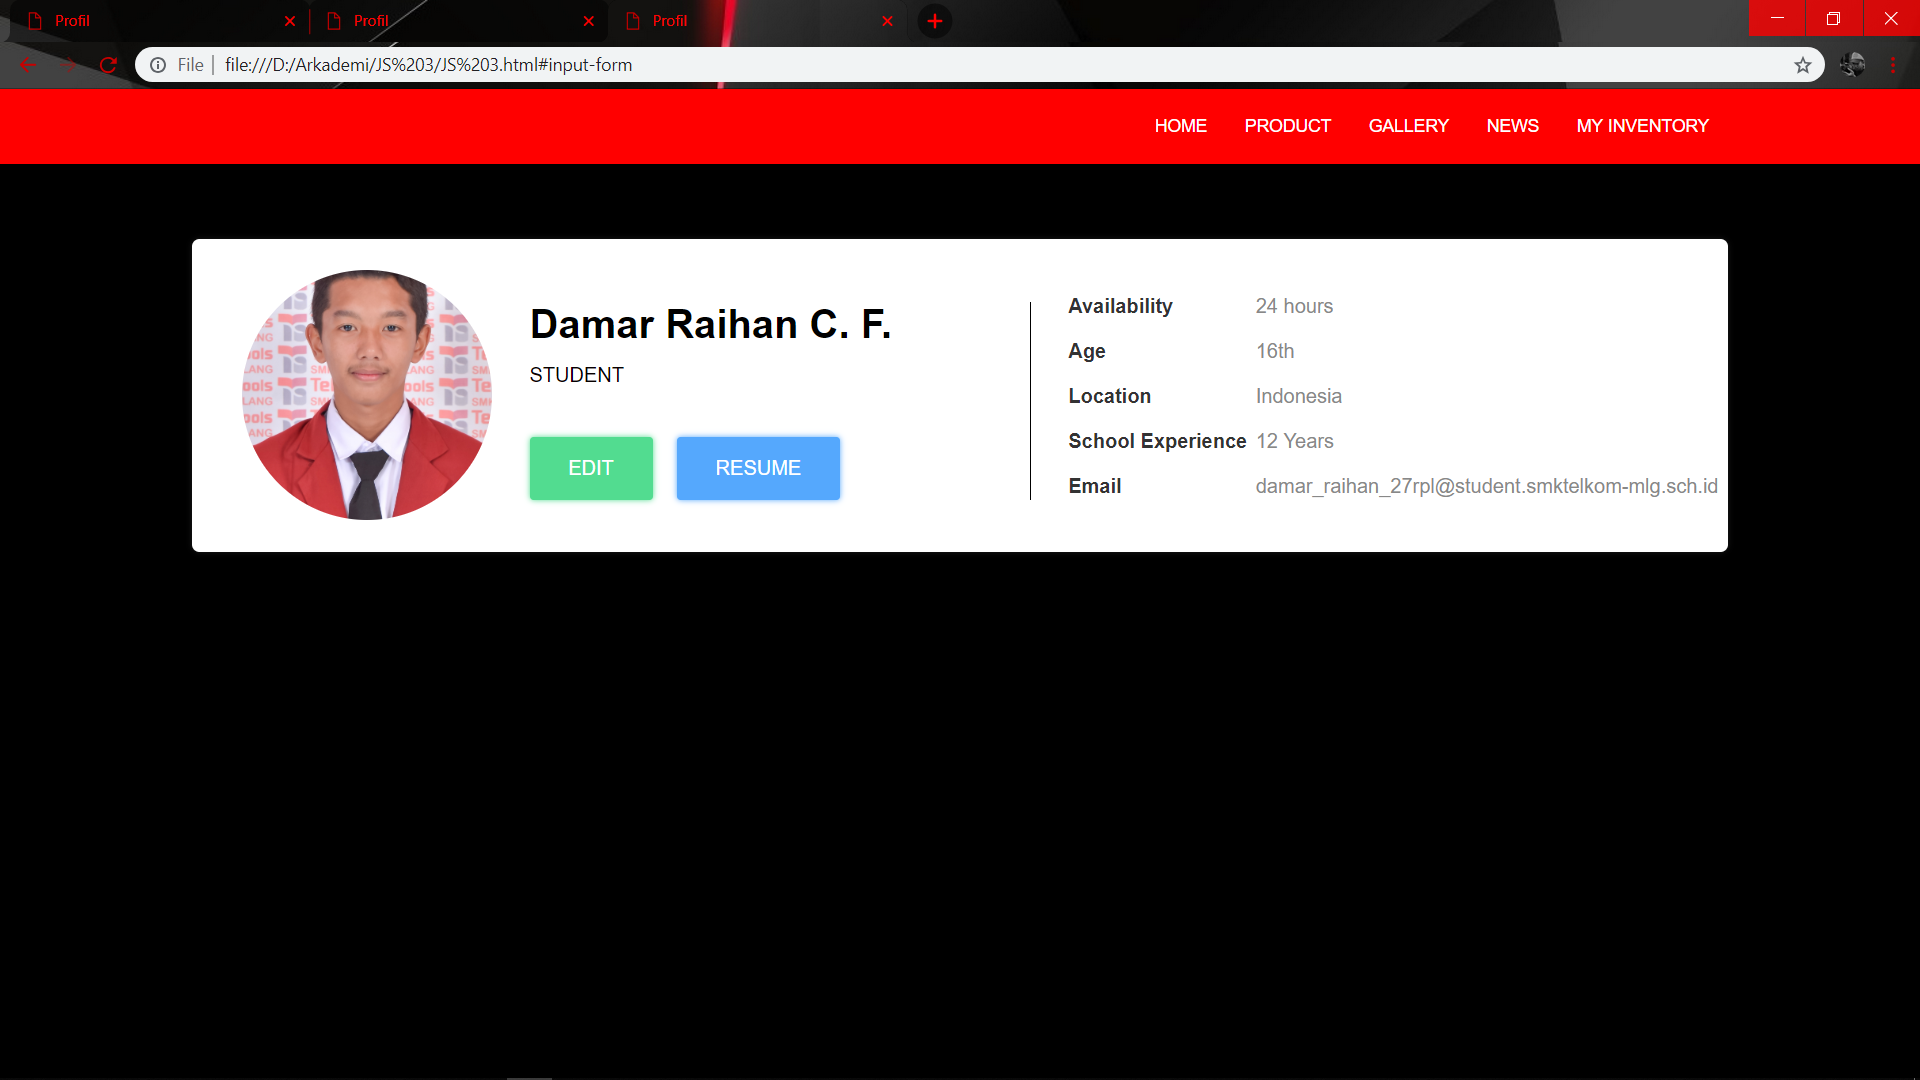 Profil
Profil
Profil
File
file:///D:/Arkademi/JS%203/JS%203.html#input-form
HOME PRODUCT GALLERY NEWS MY INVENTORY
Damar Raihan C. F.
STUDENT
EDIT RESUME
Availability 24 hours
Age 16th
Location Indonesia
School Experience 12 Years
Email damar_raihan_27rpl@student.smktelkom-mlg.sch.id